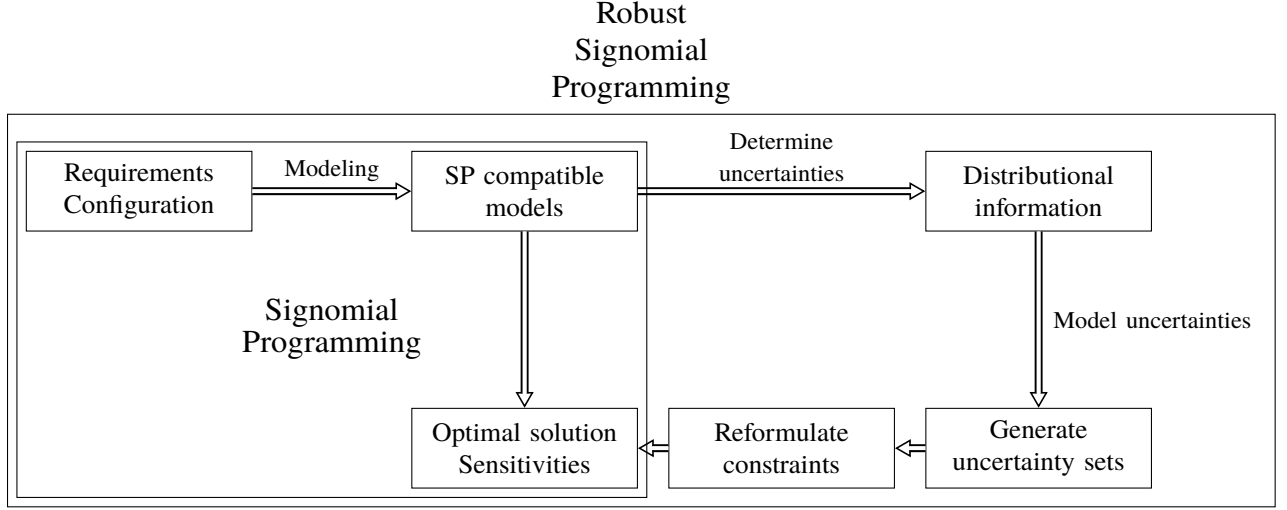 Robust
Signomial
Programming
Requirements
Configuration
Modeling
SP compatible
models
Determine
uncertainties
Distributional
information
Signomial
Programming
Model uncertainties
Optimal solution
Sensitivities
Reformulate
constraints
Generate
uncertainty sets